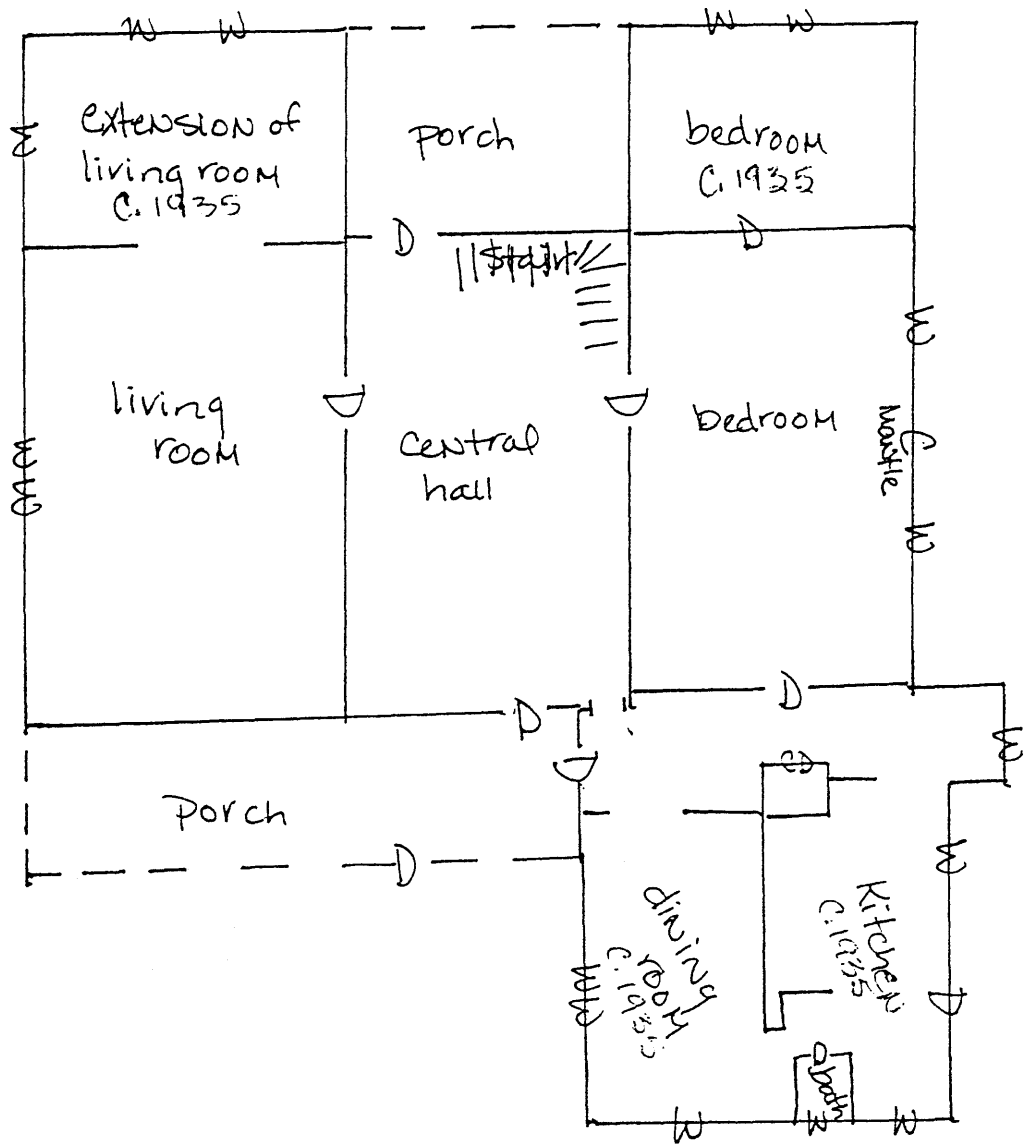 W W W W
W
extension of
living room
C. 1935
porch
bedroom
C. 1935
D D
W
living
room
D
central
hall
D
bedroom
C
Mantle
W W
W
D D
D
W
porch
D
CD
W
dining
room
C. 1935
W W
Kitchen
C. 1935
D
D
bath
W W W